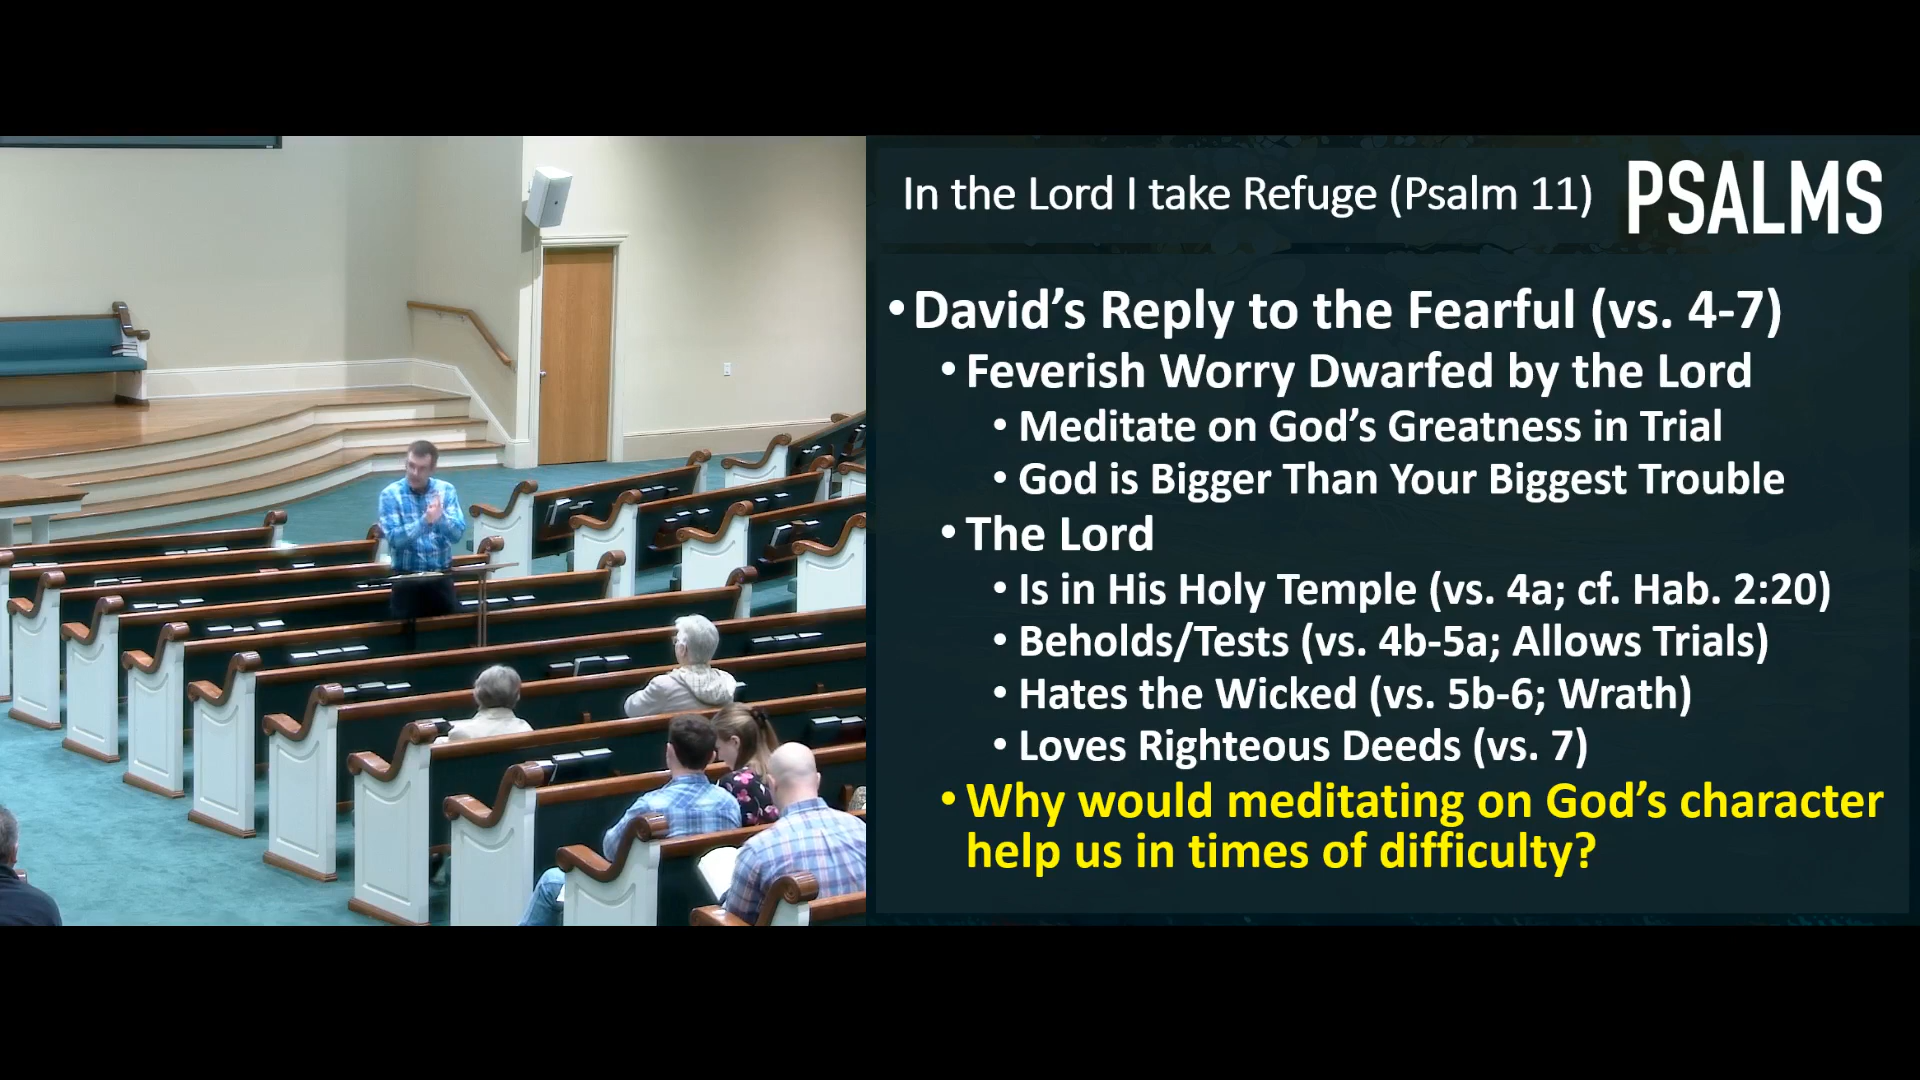 In the Lord I take Refuge (Psalm 11)
PSALMS
•David’s Reply to the Fearful (vs. 4-7)
•Feverish Worry Dwarfed by the Lord
•Meditate on God’s Greatness in Trial
•God is Bigger Than Your Biggest Trouble
•The Lord
•Is in His Holy Temple (vs. 4a; cf. Hab. 2:20)
•Beholds/Tests (vs. 4b-5a; Allows Trials)
•Hates the Wicked (vs. 5b-6; Wrath)
•Loves Righteous Deeds (vs. 7)
•Why would meditating on God’s character
help us in times of difficulty?